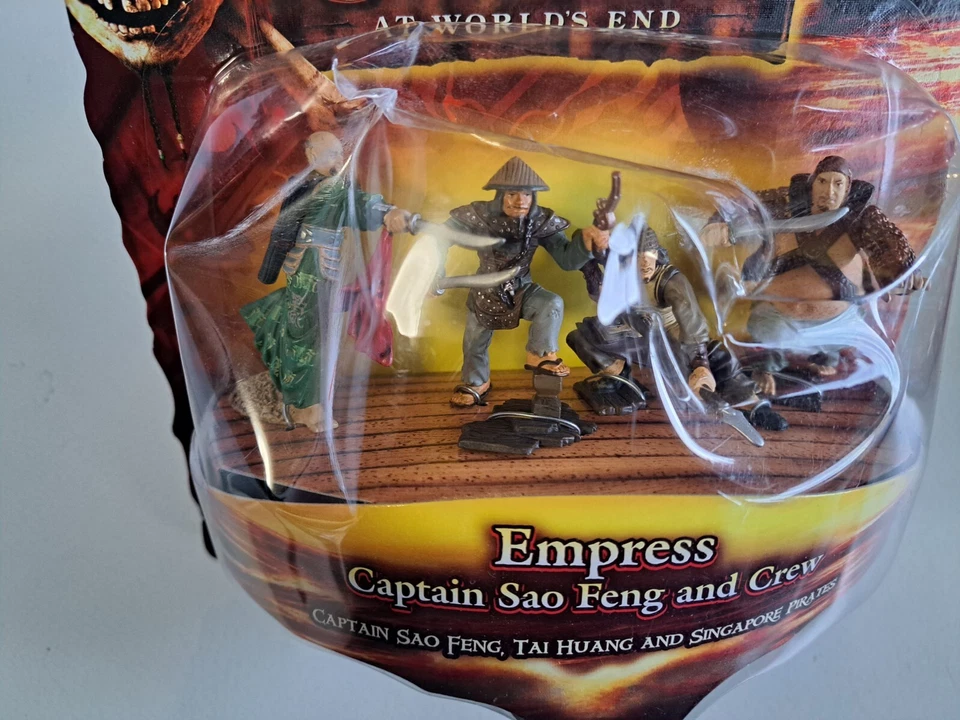 AT WORLD'S END
Empress
Captain Sao Feng and Crew
CAPTAIN SAO FENG, TAI HUANG AND SINGAPORE PIRATES